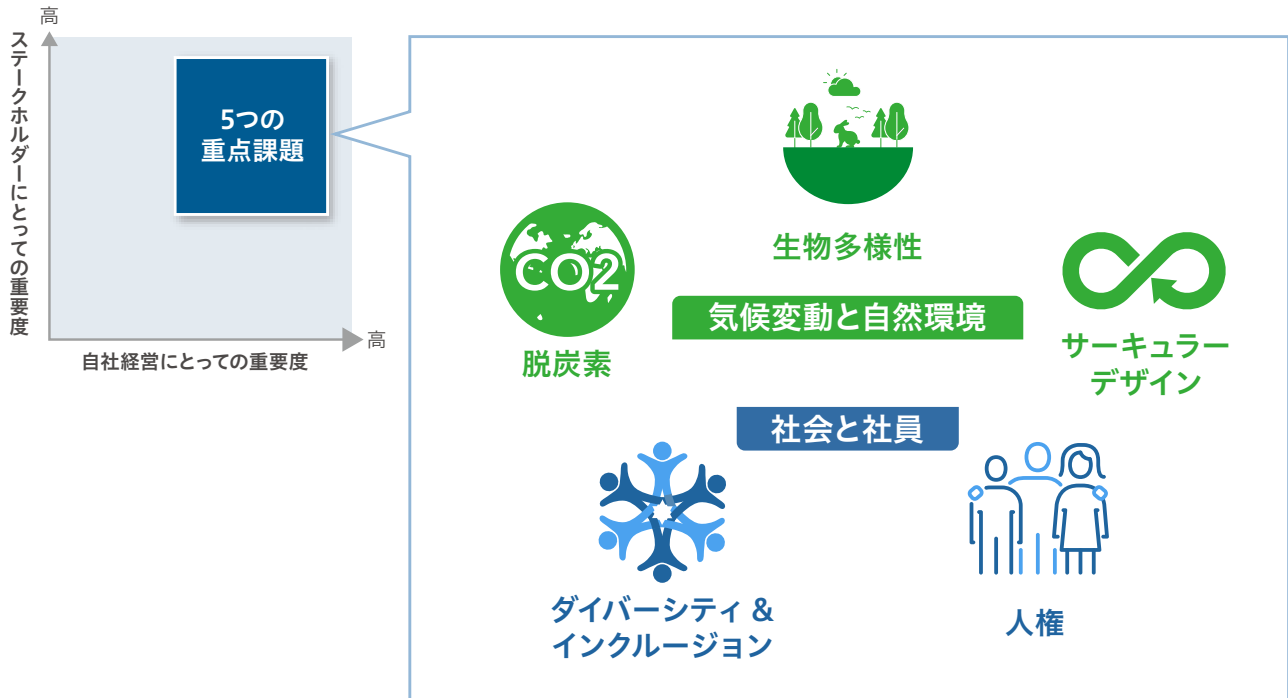 高
ステークホルダーにとっての重要度
5つの
重点課題
高
自社経営にとっての重要度
生物多様性
CO2
脱炭素
気候変動と自然環境
サーキュラー
デザイン
社会と社員
ダイバーシティ &
インクルージョン
人権